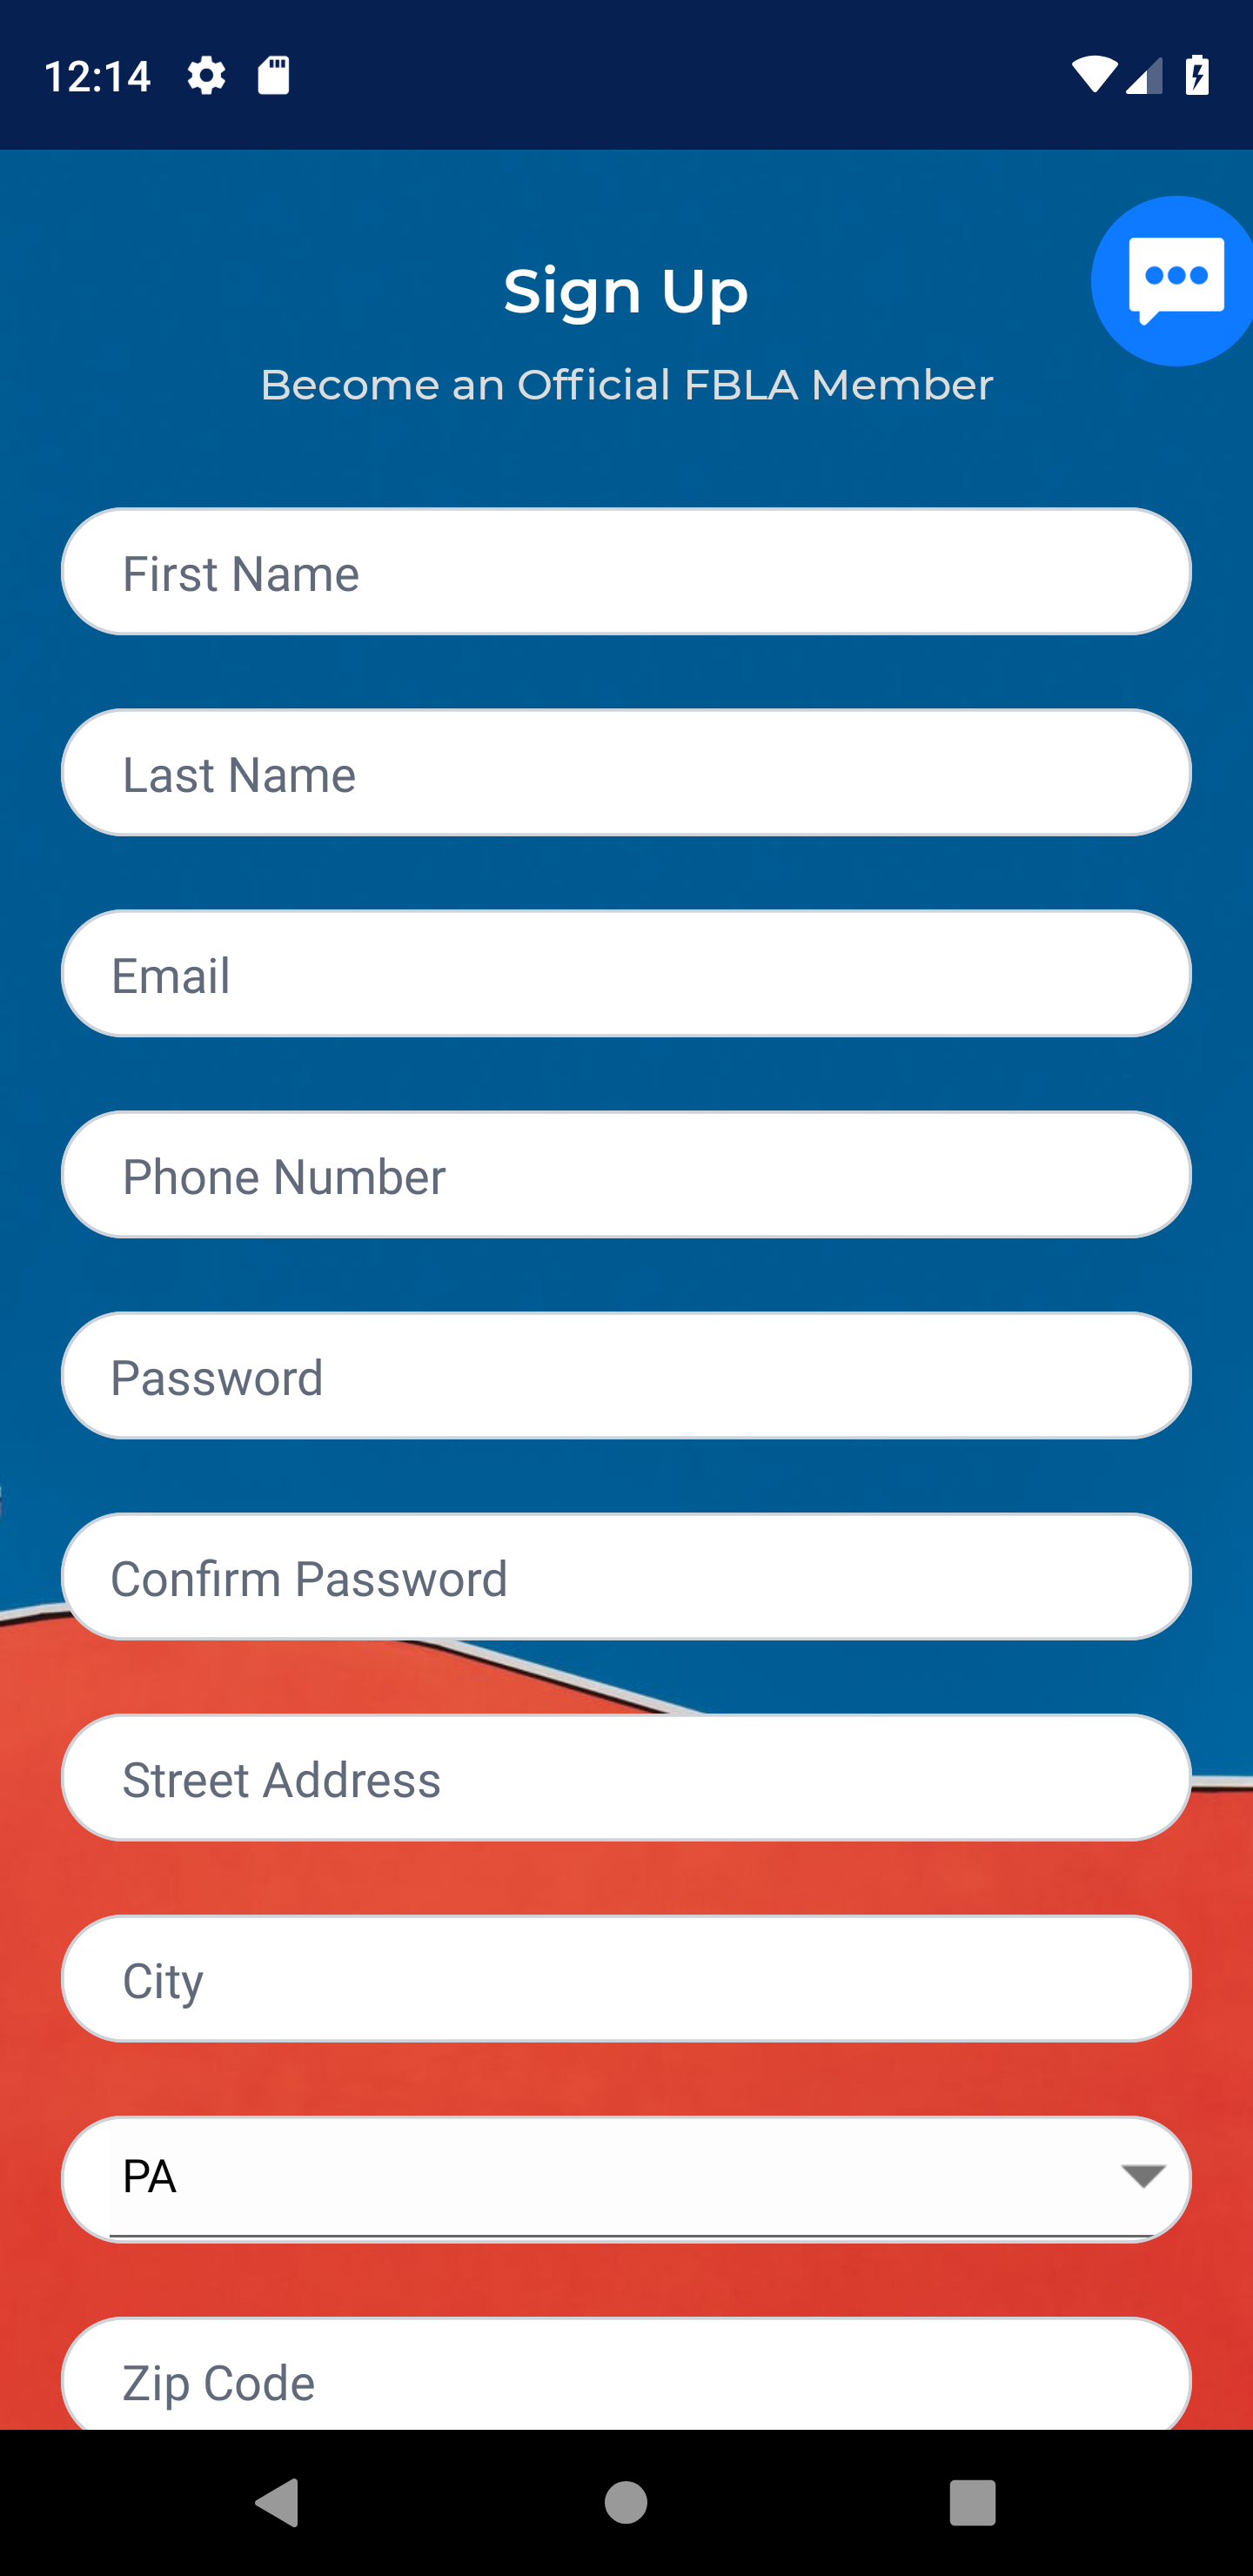 12:14
Sign Up
Become an Official FBLA Member
First Name
Last Name
Email
Phone Number
Password
Confirm Password
Street Address
City
PA
Zip Code